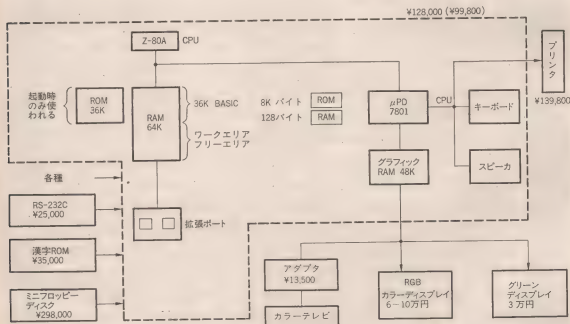 ¥128,000 (¥99,800)
Z-80A CPU
プリンタ
¥139,800
起動時
のみ使
われる
ROM
36K
RAM
64K
36K BASIC
ワークエリア
フリーエリア
8K バイト ROM
128バイト RAM
μPD
7801
CPU
キーボード
スピーカ
グラフィック
RAM 48K
各種
RS-232C
¥25,000
漢字ROM
¥35,000
ミニフロッピー
ディスク
¥298,000
拡張ポート
アダプタ
¥13,500
カラーテレビ
RGB
カラーディスプレイ
6-10万円
グリーン
ディスプレイ
3万円